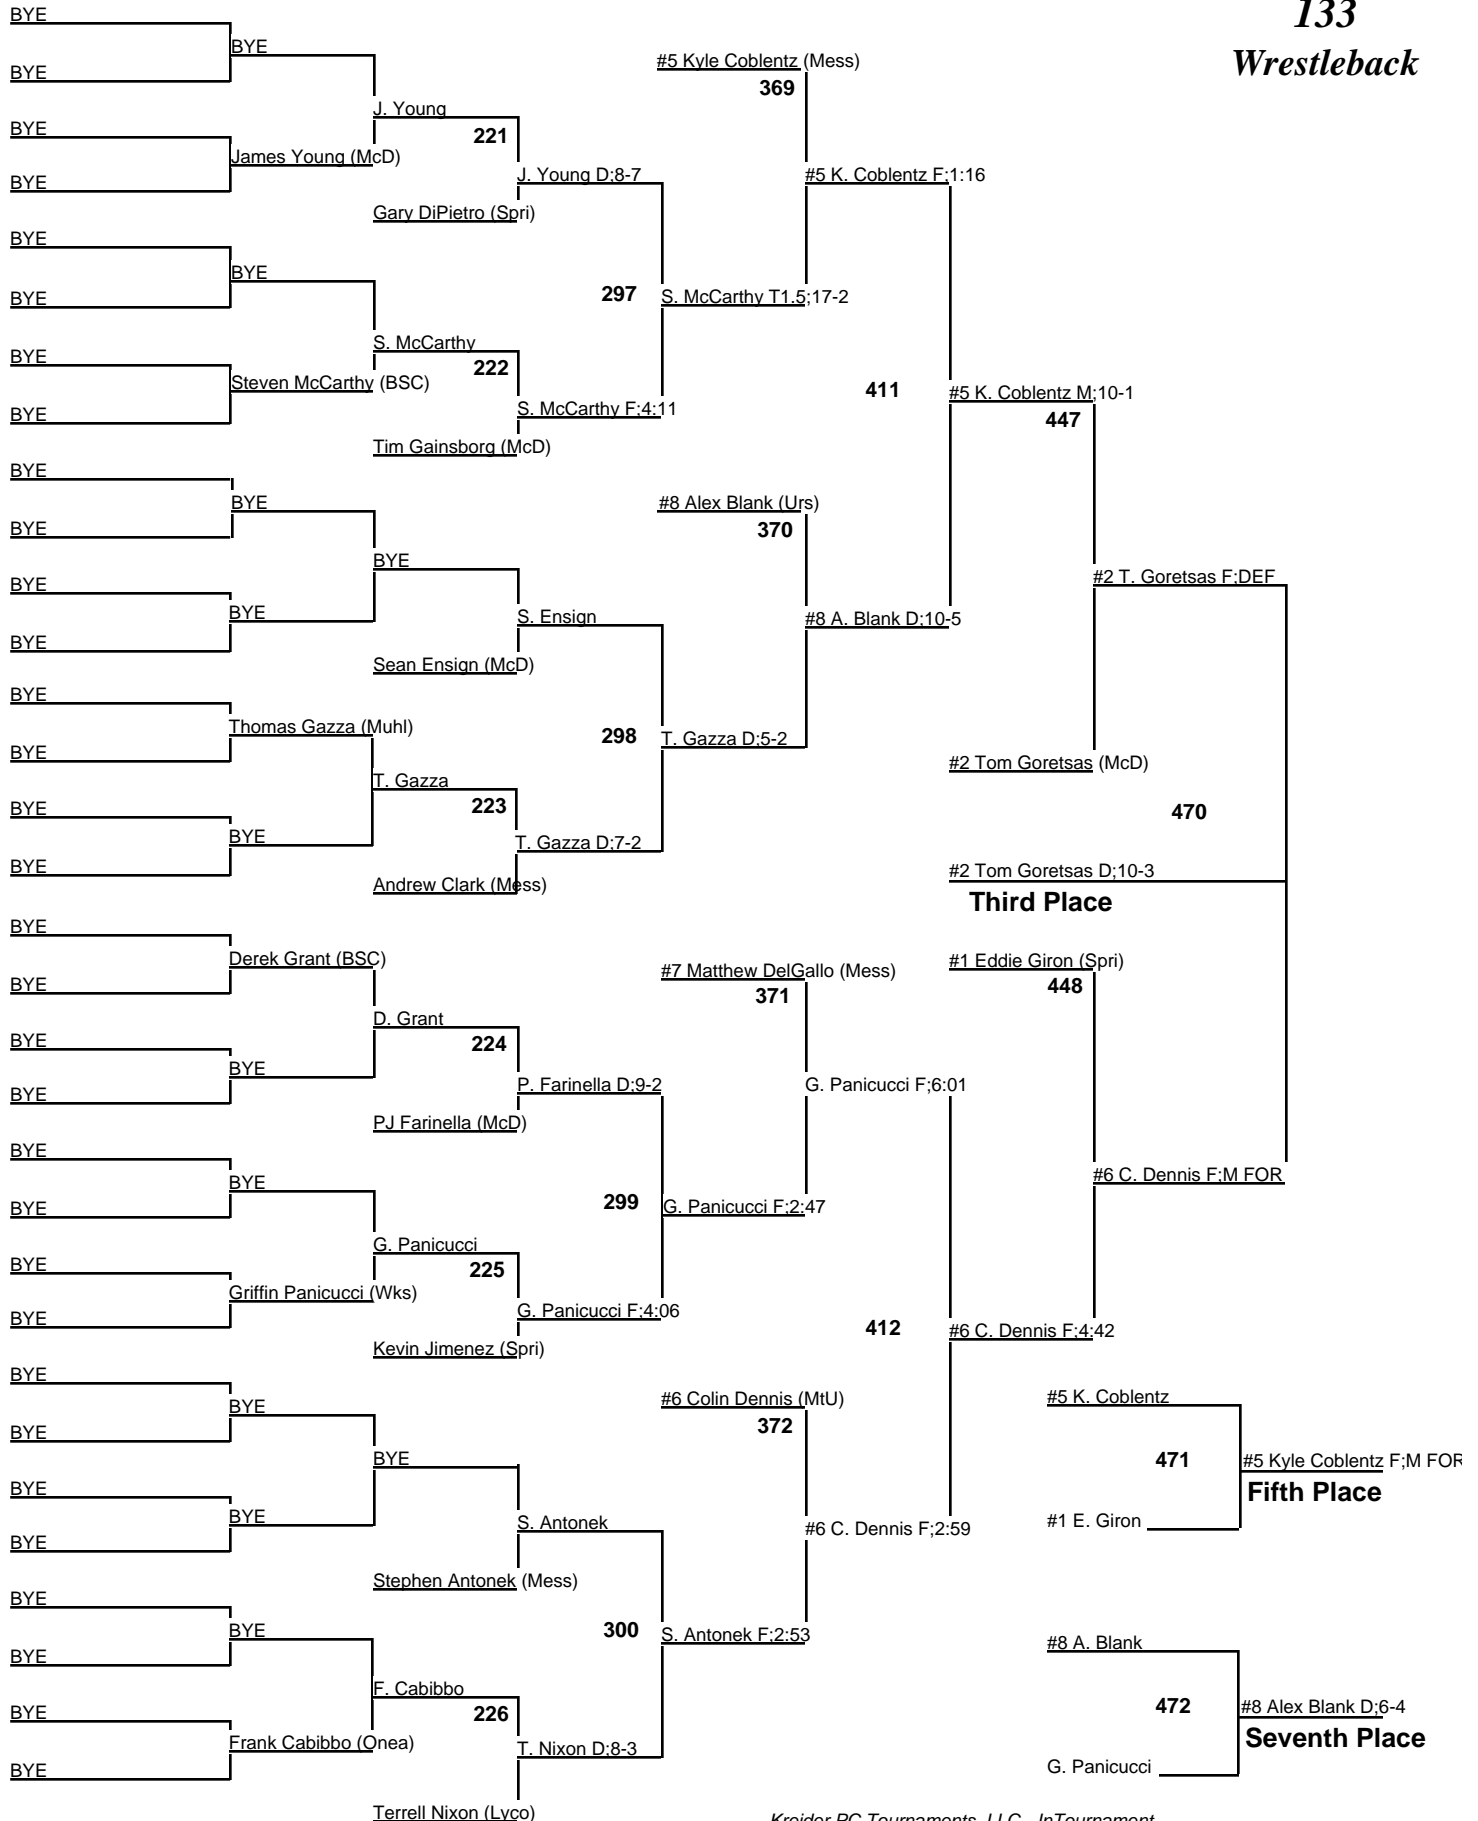 133
Wrestleback
BYE
BYE
BYE
#5 Kyle Coblentz (Mess)
369
J. Young
221
BYE
James Young (McD)
BYE
J. Young D;8-7
#5 K. Coblentz F;1:16
Gary DiPietro (Spri)
BYE
BYE
BYE
297
S. McCarthy T1.5;17-2
S. McCarthy
222
BYE
Steven McCarthy (BSC)
BYE
S. McCarthy F;4:11
411
#5 K. Coblentz M;10-1
447
Tim Gainsborg (McD)
BYE
BYE
BYE
#8 Alex Blank (Urs)
370
BYE
#2 T. Goretsas F;DEF
BYE
BYE
BYE
S. Ensign
#8 A. Blank D;10-5
Sean Ensign (McD)
BYE
Thomas Gazza (Muhl)
BYE
298
T. Gazza D;5-2
#2 Tom Goretsas (McD)
T. Gazza
223
470
BYE
BYE
BYE
T. Gazza D;7-2
#2 Tom Goretsas D;10-3
Third Place
Andrew Clark (Mess)
BYE
Derek Grant (BSC)
BYE
#7 Matthew DelGallo (Mess)
371
#1 Eddie Giron (Spri)
448
D. Grant
224
BYE
BYE
BYE
P. Farinella D;9-2
G. Panicucci F;6:01
PJ Farinella (McD)
BYE
BYE
BYE
299
G. Panicucci F;2:47
#6 C. Dennis F;M FOR
G. Panicucci
225
BYE
Griffin Panicucci (Wks)
BYE
G. Panicucci F;4:06
412
#6 C. Dennis F;4:42
Kevin Jimenez (Spri)
BYE
BYE
BYE
#6 Colin Dennis (MtU)
372
#5 K. Coblentz
BYE
471
#5 Kyle Coblentz F;M FOR
Fifth Place
BYE
BYE
BYE
S. Antonek
#6 C. Dennis F;2:59
#1 E. Giron
Stephen Antonek (Mess)
BYE
BYE
BYE
300
S. Antonek F;2:53
#8 A. Blank
F. Cabibbo
226
472
#8 Alex Blank D;6-4
Seventh Place
BYE
Frank Cabibbo (Onea)
BYE
T. Nixon D;8-3
G. Panicucci
Terrell Nixon (Lyco)
Kreider PC Tournaments, LLC - InTournament